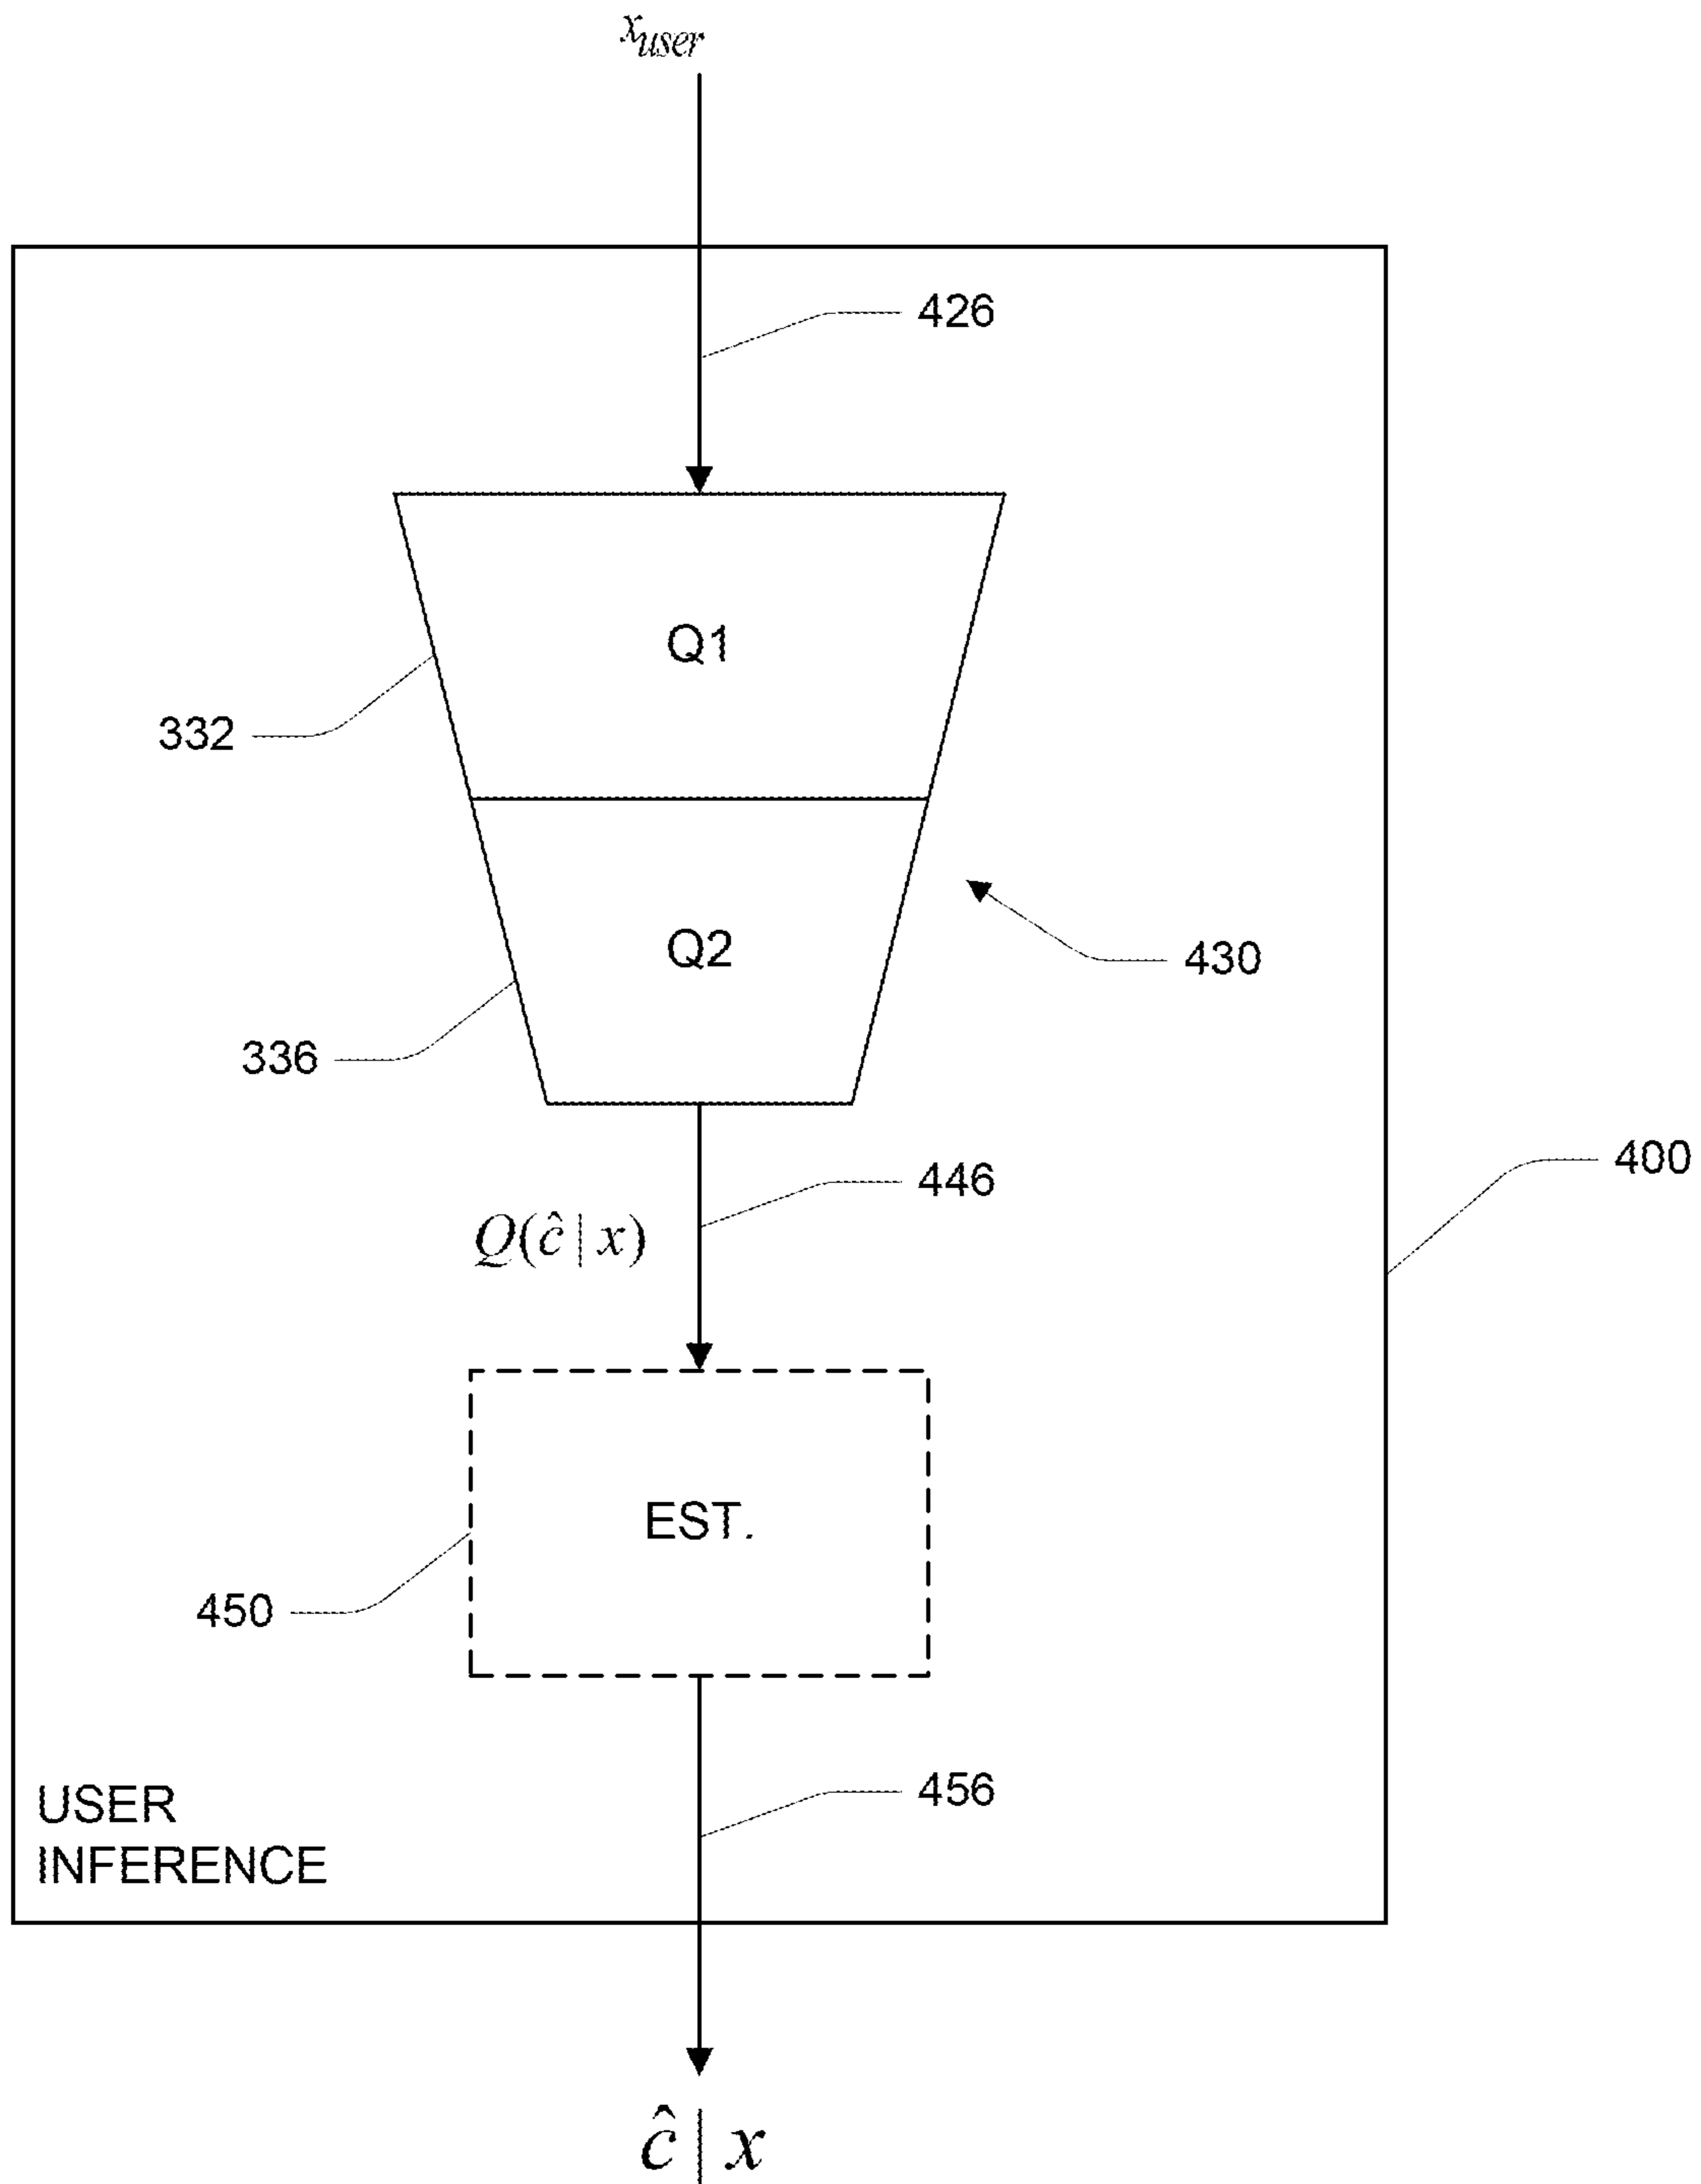 x_user
426
Q1
332
Q2
430
336
446
400
Q(ĉ | x)
EST.
450
456
USER
INFERENCE
ĉ | x